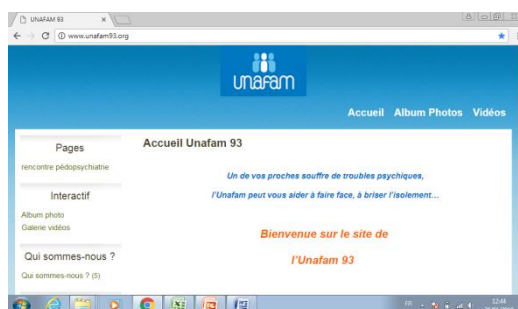 UNAFAM 93
www.unafam93.org
unafam
Accueil Album Photos Vidéos
Pages
rencontre pédopsychiatrie
Interactif
Album photo
Galerie vidéos
Qui sommes-nous ?
Qui sommes-nous ? (5)
Accueil Unafam 93
Un de vos proches souffre de troubles psychiques,
l'Unafam peut vous aider à faire face, à briser l'isolement…
Bienvenue sur le site de
l'Unafam 93
FR
12:44